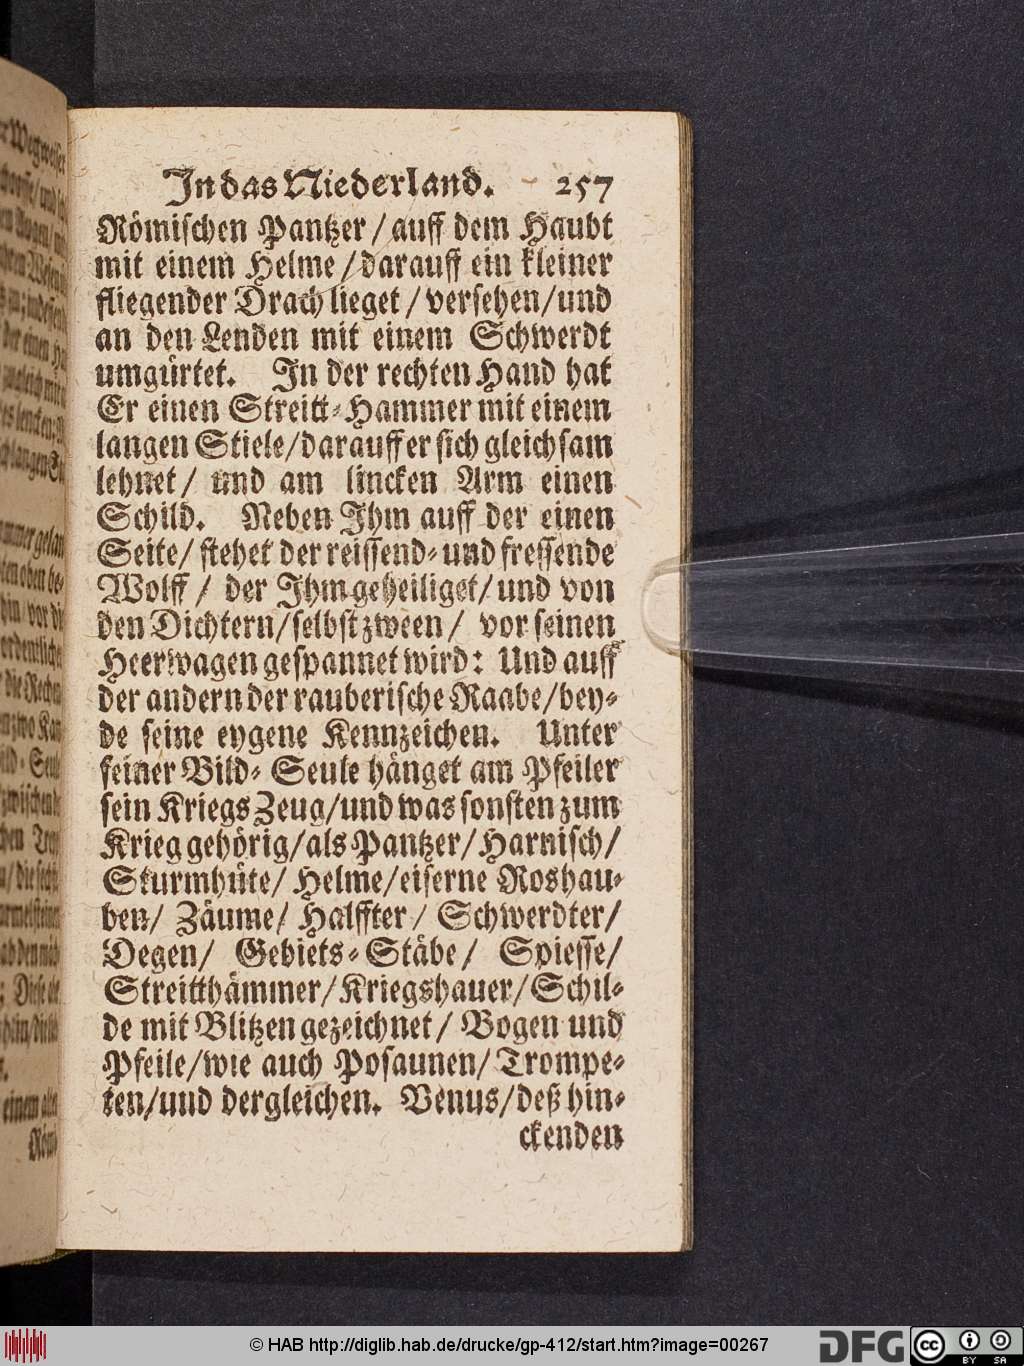 In das Niederland. 257
Römischen Pantzer / auff dem Haubt
mit einem Helme / darauff ein kleiner
fliegender Drach lieget / versehen / und
an den Lenden mit einem Schwerdt
umgürtet. In der rechten Hand hat
Er einen Streitt-Hammer mit einem
langen Stiele / darauff er sich gleichsam
lehnet / und am lincken Arm einen
Schild. Neben Ihm auff der einen
Seite / stehet der reissend- und fressende
Wolff / der Ihm geheiliget / und von
den Dichtern / selbst zween / vor seinen
Heerwagen gespannet wird: Und auff
der andern der rauberische Raabe / bey-
de seine eygene Kennzeichen. Unter
seiner Bild-Seule hänget am Pfeiler
sein Kriegs Zeug / und was sonsten zum
Krieg gehörig / als Pantzer / Harnisch /
Sturmhüte / Helme / eiserne Roshau-
ben / Zäume / Halffter / Schwerdter /
Degen / Gebiets-Stäbe / Spiesse /
Streitthämmer / Kriegshauer / Schil-
de mit Blitzen gezeichnet / Bogen und
Pfeile / wie auch Posaunen / Trompe-
ten / und dergleichen. Venus / deß hin-
ckenden
© HAB http://diglib.hab.de/drucke/gp-412/start.htm?image=00267
DFG
cc BY SA